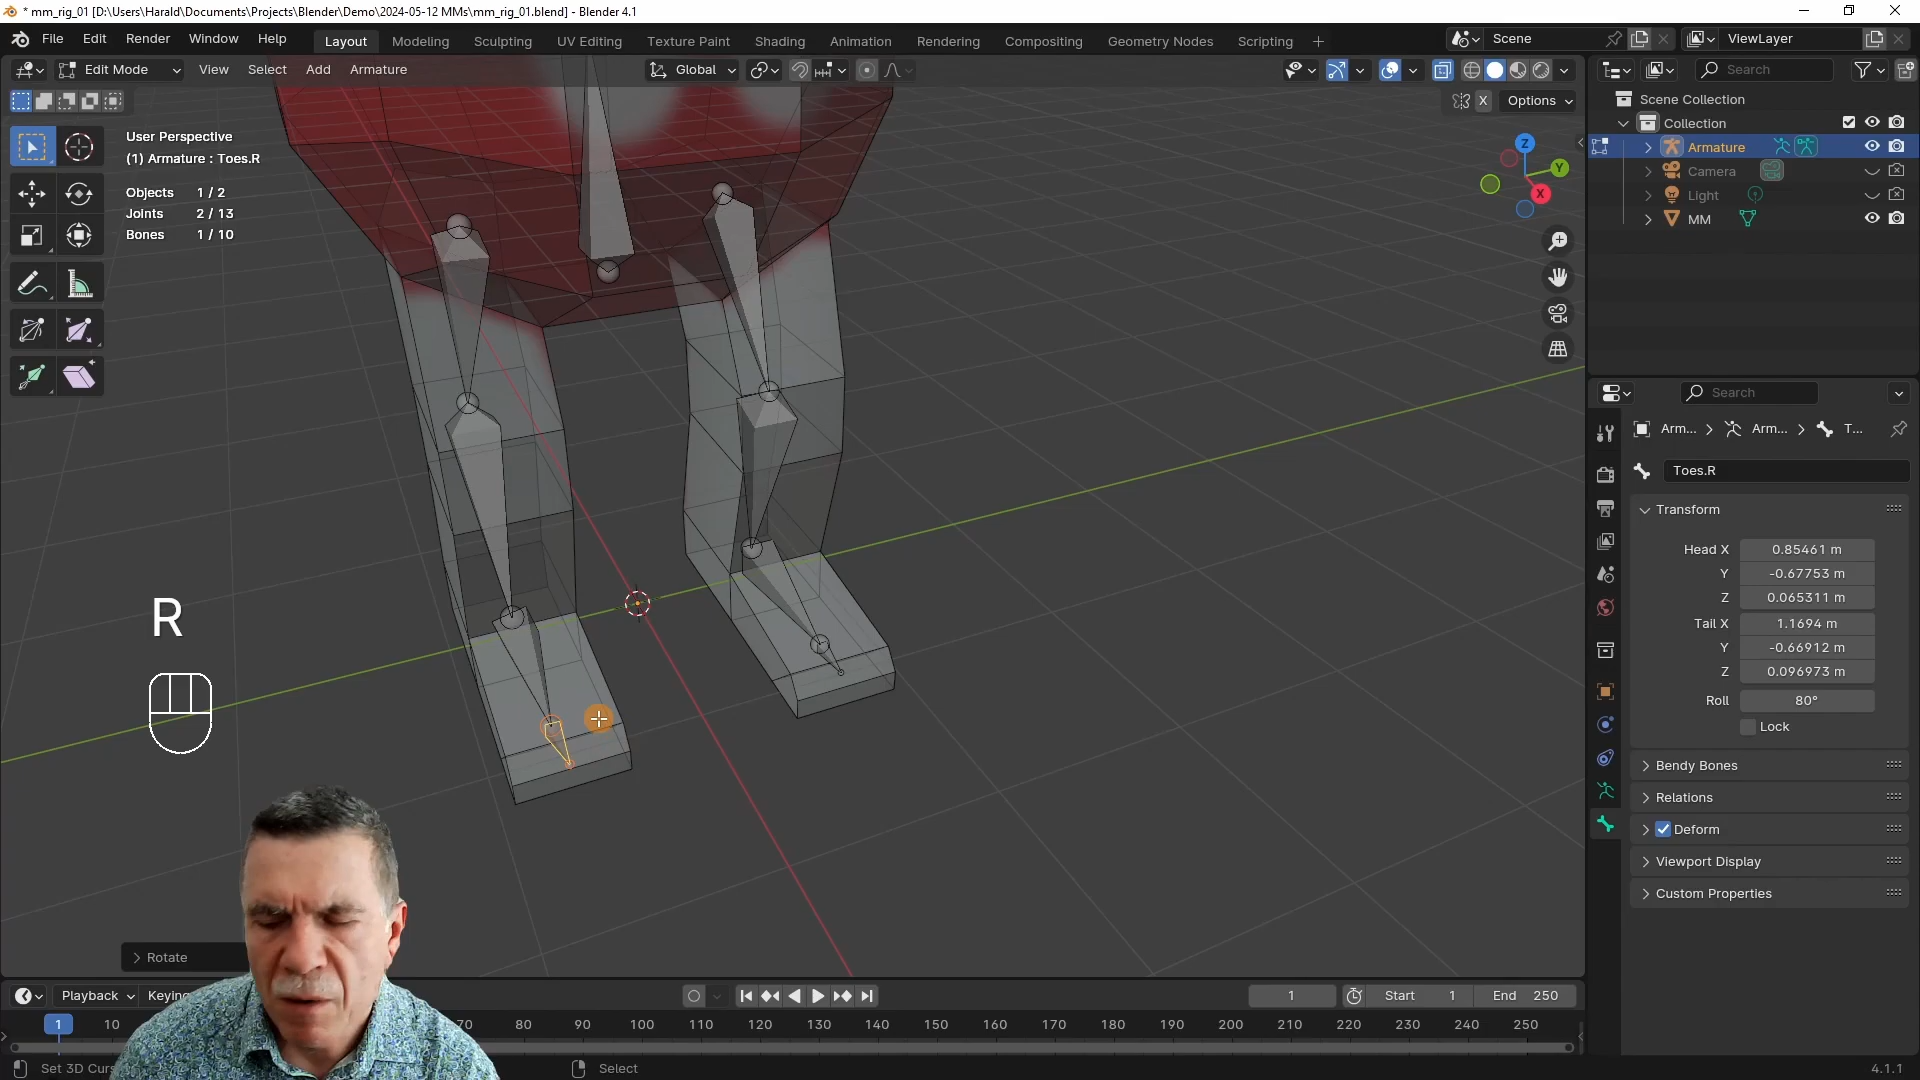 * mm_rig_01 [D:\Users\Harald\Documents\Projects\Blender\Demo\2024-05-12 MMs\mm_rig_01.blend] - Blender 4.1
File Edit Render Window Help
Layout Modeling Sculpting UV Editing Texture Paint Shading Animation Rendering Compositing Geometry Nodes Scripting +
Scene
ViewLayer
Edit Mode View Select Add Armature
Global
Search
X Options
User Perspective
(1) Armature : Toes.R
Objects 1 / 2
Joints 2 / 13
Bones 1 / 10
Z
Y
X
Scene Collection
Collection
Armature
Camera
Light
MM
Search
Arm... Arm... T...
Toes.R
Transform
Head X 0.85461 m
Y -0.67753 m
Z 0.065311 m
Tail X 1.1694 m
Y -0.66912 m
Z 0.096973 m
Roll 80°
Lock
Bendy Bones
Relations
Deform
Viewport Display
Custom Properties
R
Rotate
Playback Keying
1 Start 1 End 250
1 10 70 80 90 100 110 120 130 140 150 160 170 180 190 200 210 220 230 240 250
Set 3D Curs
Select
4.1.1